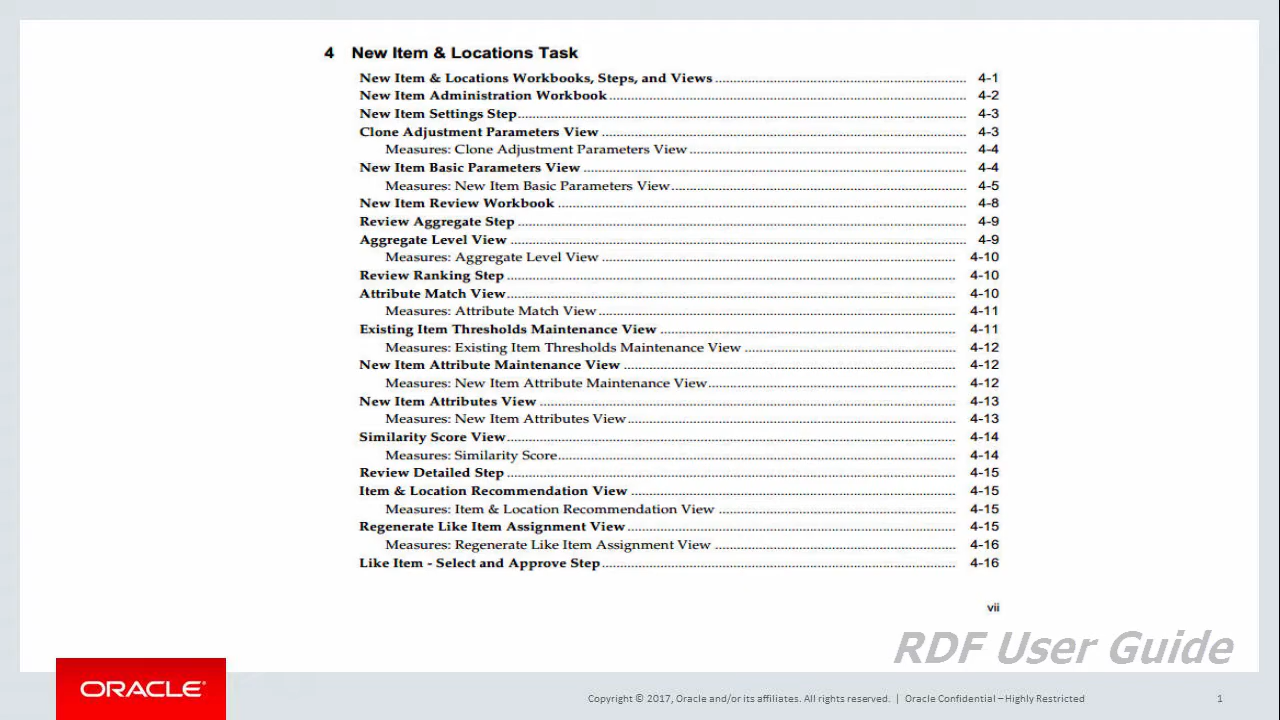 4 New Item & Locations Task
New Item & Locations Workbooks, Steps, and Views ........ 4-1
New Item Administration Workbook ........ 4-2
New Item Settings Step ........ 4-3
Clone Adjustment Parameters View ........ 4-3
Measures: Clone Adjustment Parameters View ........ 4-4
New Item Basic Parameters View ........ 4-4
Measures: New Item Basic Parameters View ........ 4-5
New Item Review Workbook ........ 4-8
Review Aggregate Step ........ 4-9
Aggregate Level View ........ 4-9
Measures: Aggregate Level View ........ 4-10
Review Ranking Step ........ 4-10
Attribute Match View ........ 4-10
Measures: Attribute Match View ........ 4-11
Existing Item Thresholds Maintenance View ........ 4-11
Measures: Existing Item Thresholds Maintenance View ........ 4-12
New Item Attribute Maintenance View ........ 4-12
Measures: New Item Attribute Maintenance View ........ 4-12
New Item Attributes View ........ 4-13
Measures: New Item Attributes View ........ 4-13
Similarity Score View ........ 4-14
Measures: Similarity Score ........ 4-14
Review Detailed Step ........ 4-15
Item & Location Recommendation View ........ 4-15
Measures: Item & Location Recommendation View ........ 4-15
Regenerate Like Item Assignment View ........ 4-15
Measures: Regenerate Like Item Assignment View ........ 4-16
Like Item - Select and Approve Step ........ 4-16
vii
RDF User Guide
ORACLE®
Copyright © 2017, Oracle and/or its affiliates. All rights reserved. | Oracle Confidential – Highly Restricted 1